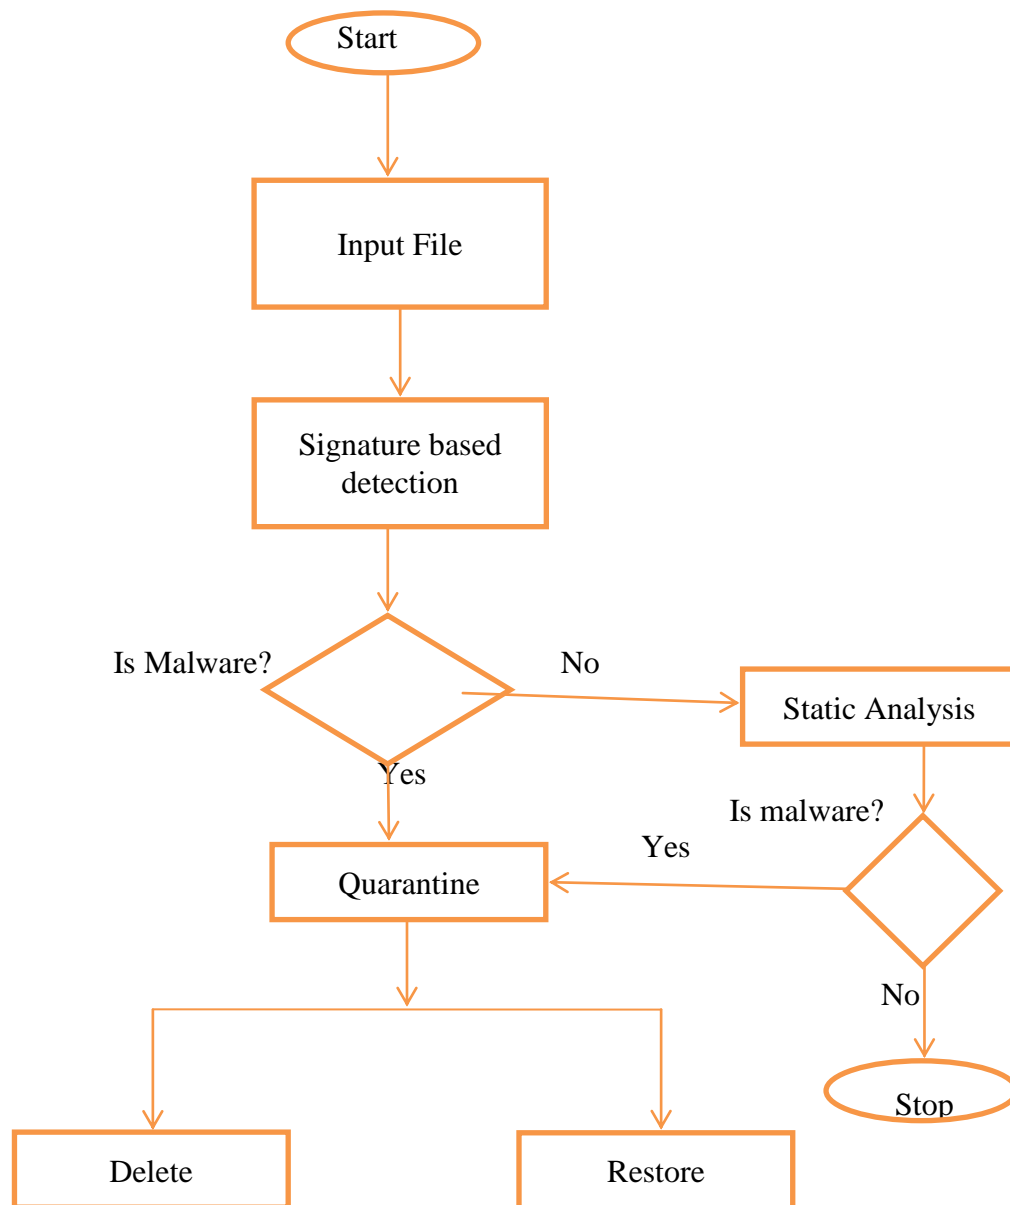 Start
Input File
Signature based
detection
Is Malware?
No
Static Analysis
Yes
Is malware?
Yes
Quarantine
No
Stop
Delete
Restore